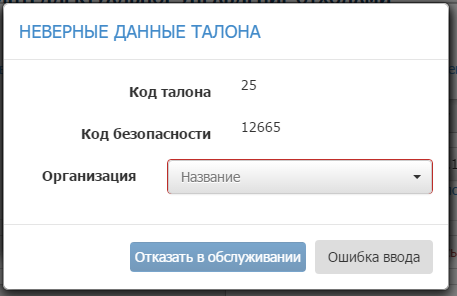 НЕВЕРНЫЕ ДАННЫЕ ТАЛОНА
Код талона 25
Код безопасности 12665
Организация Название
Отказать в обслуживании Ошибка ввода